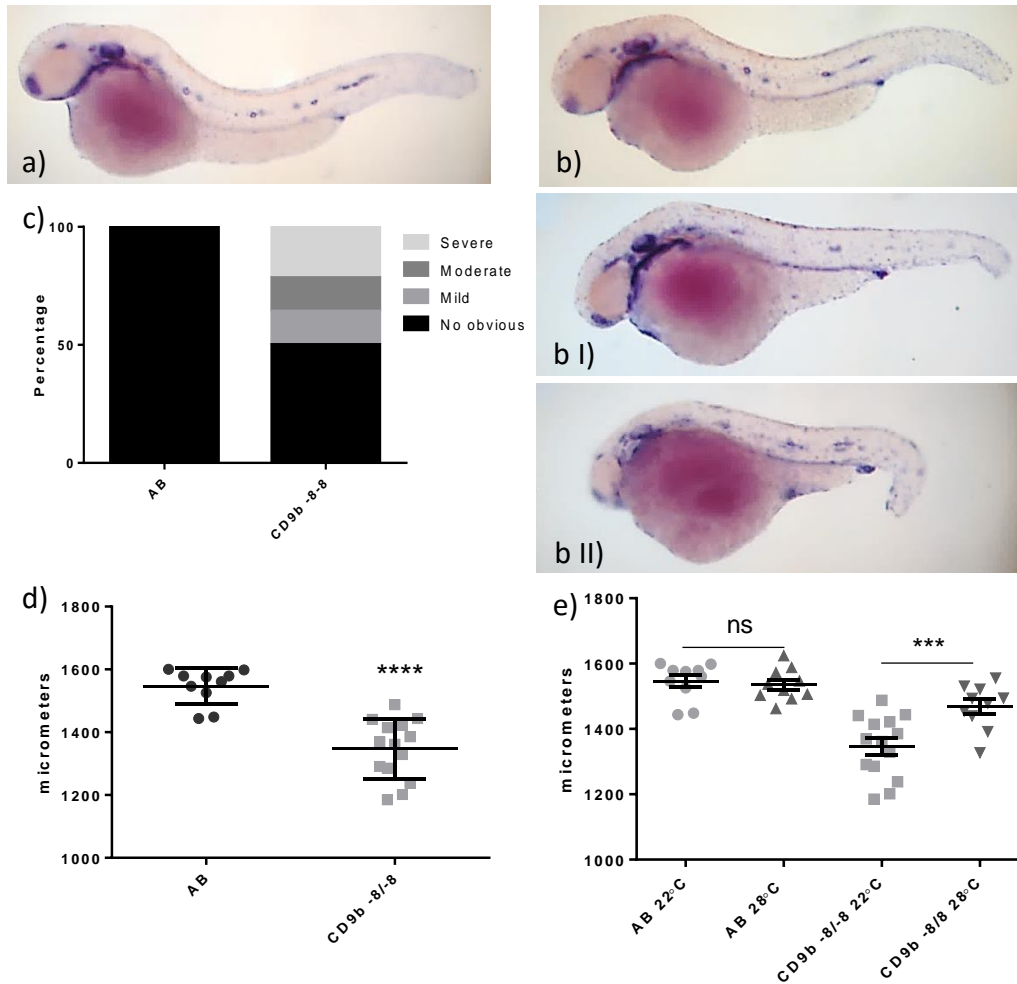 a)
b)
c)
100
50
0
Percentage
Severe
Moderate
Mild
No obvious
AB
CD9b -8-8
b I)
b II)
d)
1800
1600
1400
1200
1000
micrometers
****
AB
CD9b -8/-8
e)
1800
1600
1400
1200
1000
micrometers
ns
***
AB 22°C
AB 28°C
CD9b -8/-8 22°C
CD9b -8/8 28°C